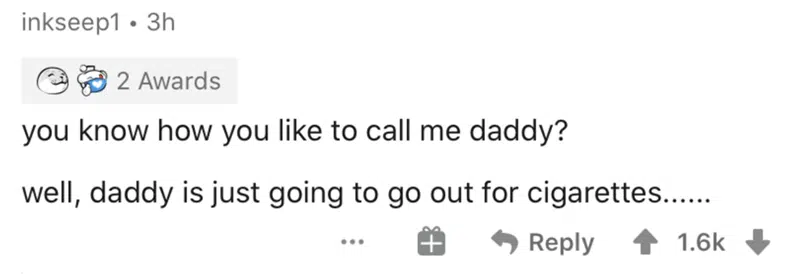 inkseep1 • 3h
2 Awards
you know how you like to call me daddy?
well, daddy is just going to go out for cigarettes......
Reply 1.6k